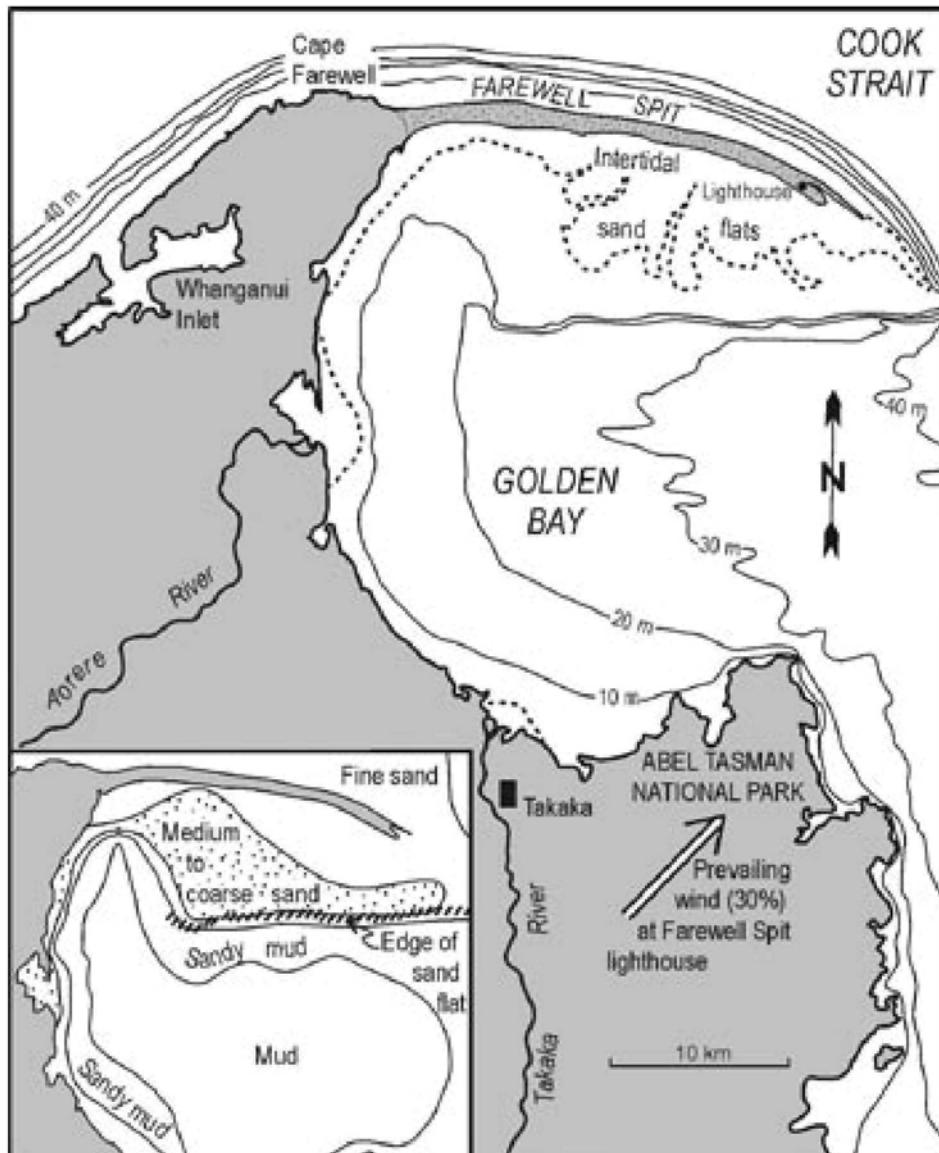 COOK
STRAIT
Cape
Farewell
FAREWELL SPIT
40 m
Intertidal
Lighthouse
sand flats
Whanganui
Inlet
40 m
N
GOLDEN
BAY
30 m
Aorere River
20 m
10 m
ABEL TASMAN
NATIONAL PARK
Takaka
Prevailing
wind (30%)
at Farewell Spit
lighthouse
Takaka River
10 km
Fine sand
Medium
to
coarse sand
Edge of
sand
flat
Sandy mud
Mud
Sandy mud